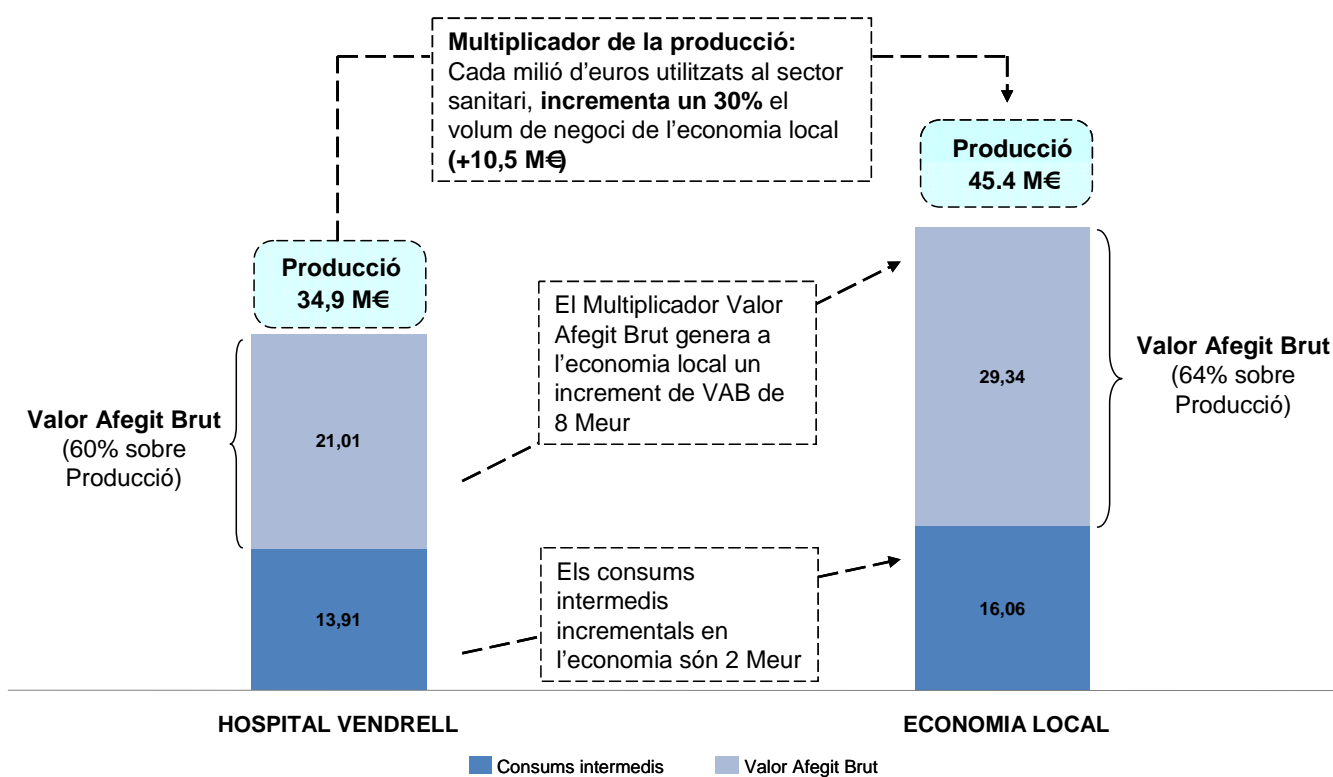 Multiplicador de la producció:
Cada milió d'euros utilitzats al sector
sanitari, incrementa un 30% el
volum de negoci de l'economia local
(+10,5 M€)
Producció
45.4 M€
Producció
34,9 M€
El Multiplicador Valor
Afegit Brut genera a
l'economia local un
increment de VAB de
8 Meur
Valor Afegit Brut
(64% sobre
Producció)
29,34
Valor Afegit Brut
(60% sobre
Producció)
21,01
Els consums
intermedis
incrementals en
l'economia són 2 Meur
13,91
16,06
HOSPITAL VENDRELL
ECONOMIA LOCAL
Consums intermedis
Valor Afegit Brut